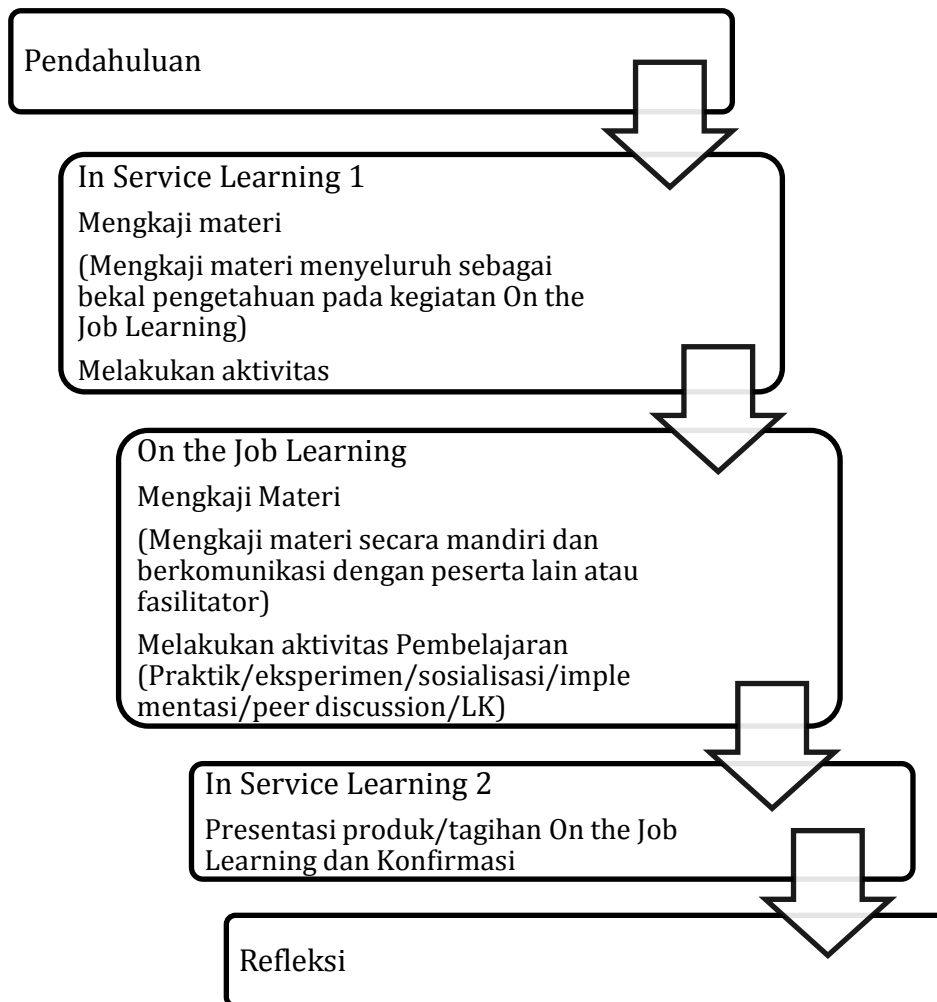 Pendahuluan
In Service Learning 1
Mengkaji materi
(Mengkaji materi menyeluruh sebagai
bekal pengetahuan pada kegiatan On the
Job Learning)
Melakukan aktivitas
On the Job Learning
Mengkaji Materi
(Mengkaji materi secara mandiri dan
berkomunikasi dengan peserta lain atau
fasilitator)
Melakukan aktivitas Pembelajaran
(Praktik/eksperimen/sosialisasi/imple
mentasi/peer discussion/LK)
In Service Learning 2
Presentasi produk/tagihan On the Job
Learning dan Konfirmasi
Refleksi